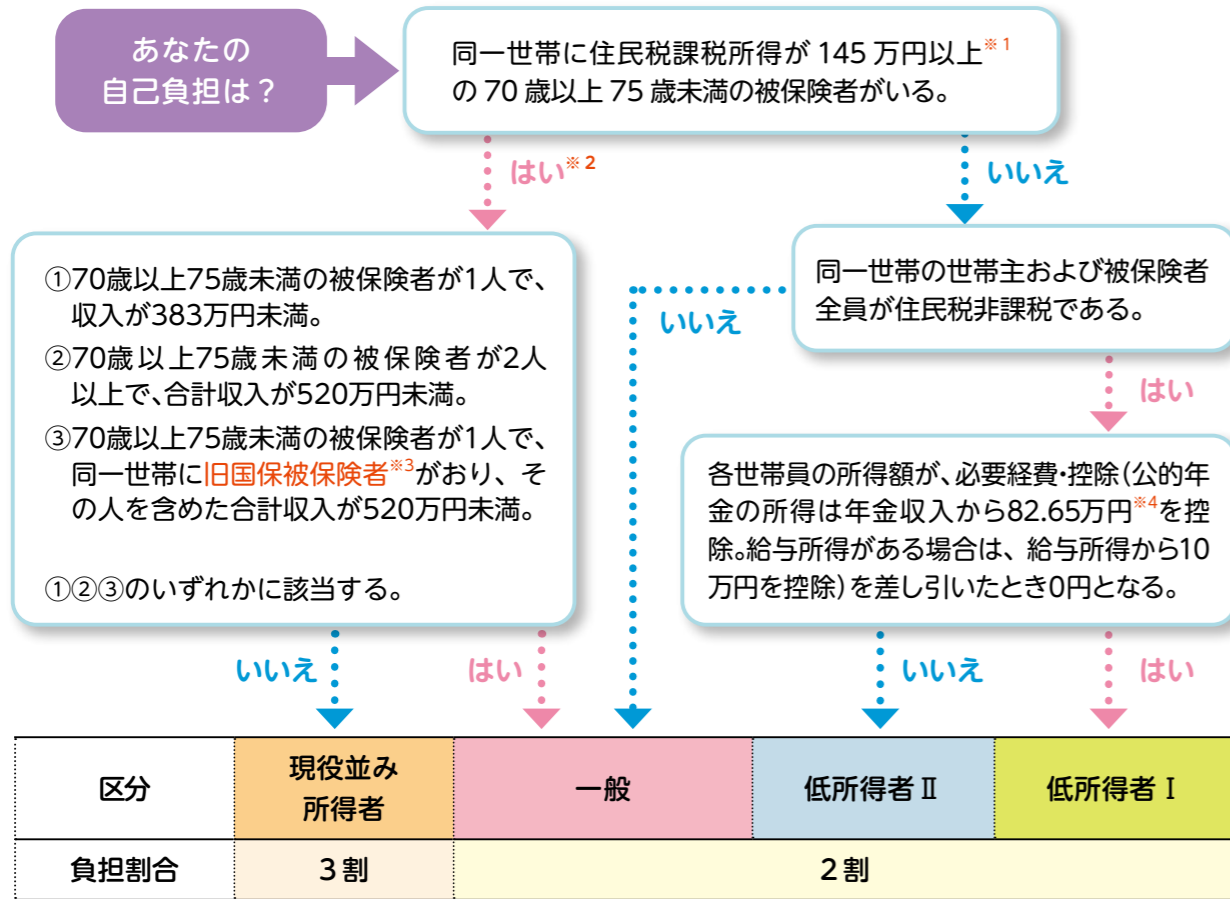 あなたの
自己負担は？
同一世帯に住民税課税所得が 145 万円以上※1
の 70 歳以上 75 歳未満の被保険者がいる。
はい※2
いいえ
①70歳以上75歳未満の被保険者が1人で、
収入が383万円未満。
②70歳以上75歳未満の被保険者が2人
以上で、合計収入が520万円未満。
③70歳以上75歳未満の被保険者が1人で、
同一世帯に旧国保被保険者※3がおり、そ
の人を含めた合計収入が520万円未満。
①②③のいずれかに該当する。
同一世帯の世帯主および被保険者
全員が住民税非課税である。
いいえ
はい
各世帯員の所得額が、必要経費・控除(公的年
金の所得は年金収入から82.65万円※4を控
除。給与所得がある場合は、給与所得から10
万円を控除)を差し引いたとき0円となる。
いいえ
はい
いいえ
はい
区分
現役並み
所得者
一般
低所得者Ⅱ
低所得者Ⅰ
負担割合
3割
2割